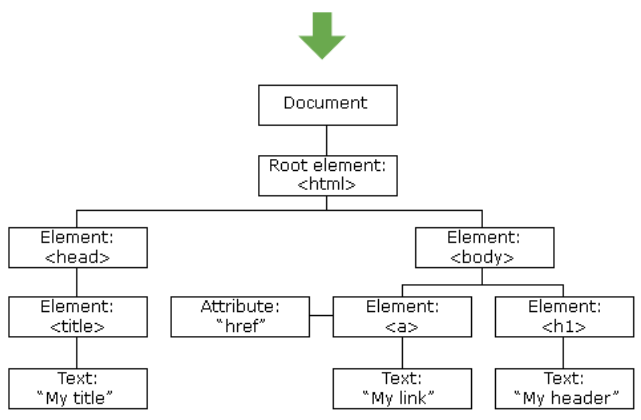 Document
Root element:
<html>
Element:
<head>
Element:
<body>
Element:
<title>
Attribute:
“href”
Element:
<a>
Element:
<h1>
Text:
“My title”
Text:
“My link”
Text:
“My header”